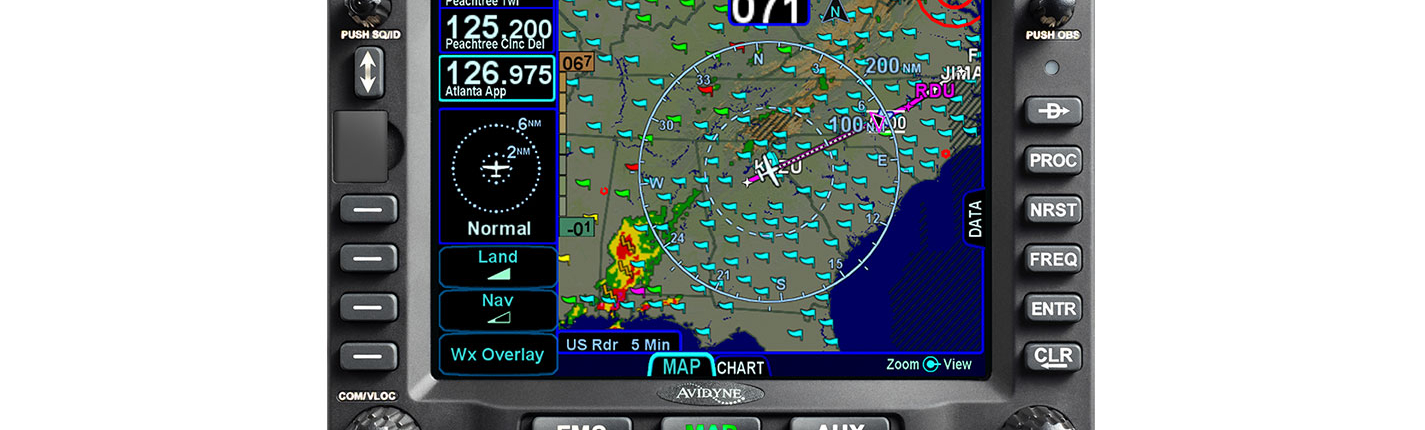 Peachtree Twr
125.200
Peachtree Clnc Del
126.975
Atlanta App
6NM
2NM
Normal
Land
Nav
Wx Overlay
PUSH SQ/ID
COM/VLOC
071
N
067
-01
N
3
6
E
12
15
S
21
24
W
30
33
200NM
100
RDU
JIMA
US Rdr 5 Min
MAP
CHART
Zoom
View
DATA
PUSH OBS
D
PROC
NRST
FREQ
ENTR
CLR
AVIDYNE
FMS
MAP
AUX